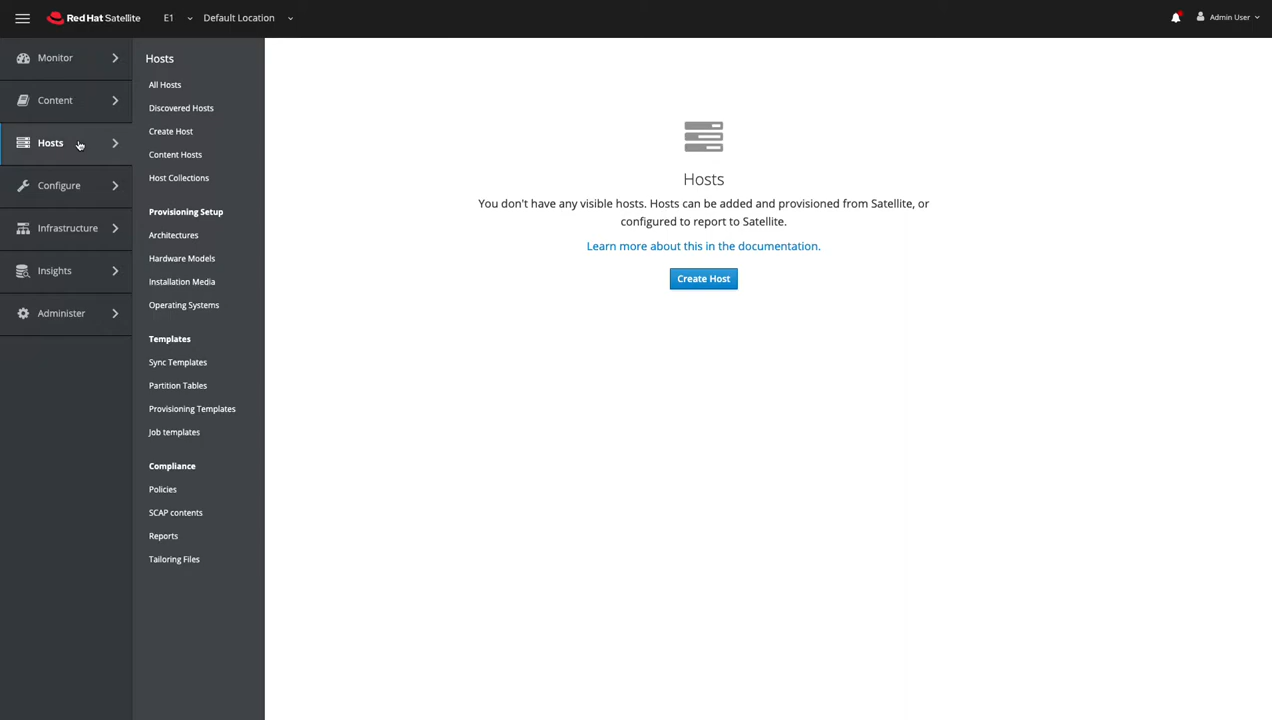 Red Hat Satellite E1 Default Location Admin User
Monitor
Content
Hosts
Configure
Infrastructure
Insights
Administer
Hosts
All Hosts
Discovered Hosts
Create Host
Content Hosts
Host Collections
Provisioning Setup
Architectures
Hardware Models
Installation Media
Operating Systems
Templates
Sync Templates
Partition Tables
Provisioning Templates
Job templates
Compliance
Policies
SCAP contents
Reports
Tailoring Files
Hosts
You don't have any visible hosts. Hosts can be added and provisioned from Satellite, or
configured to report to Satellite.
Learn more about this in the documentation.
Create Host